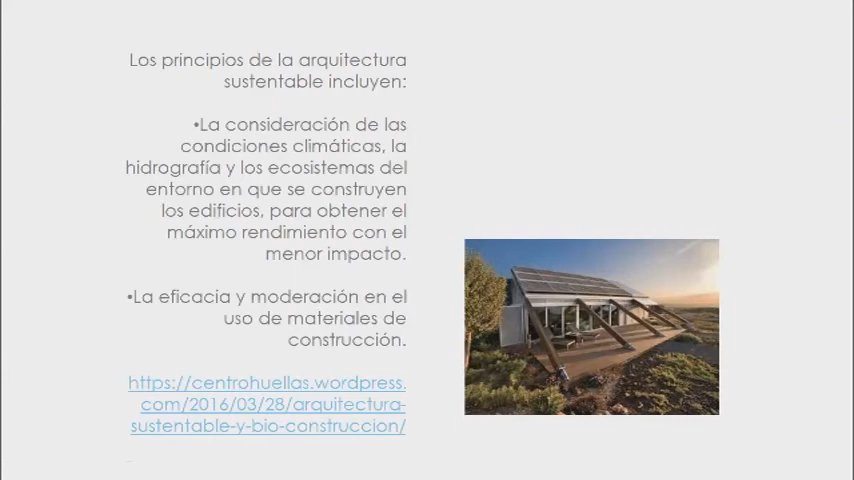 Los principios de la arquitectura
sustentable incluyen:
•La consideración de las
condiciones climáticas, la
hidrografía y los ecosistemas del
entorno en que se construyen
los edificios, para obtener el
máximo rendimiento con el
menor impacto.
•La eficacia y moderación en el
uso de materiales de
construcción.
https://centrohuellas.wordpress.
com/2016/03/28/arquitectura-
sustentable-y-bio-construccion/